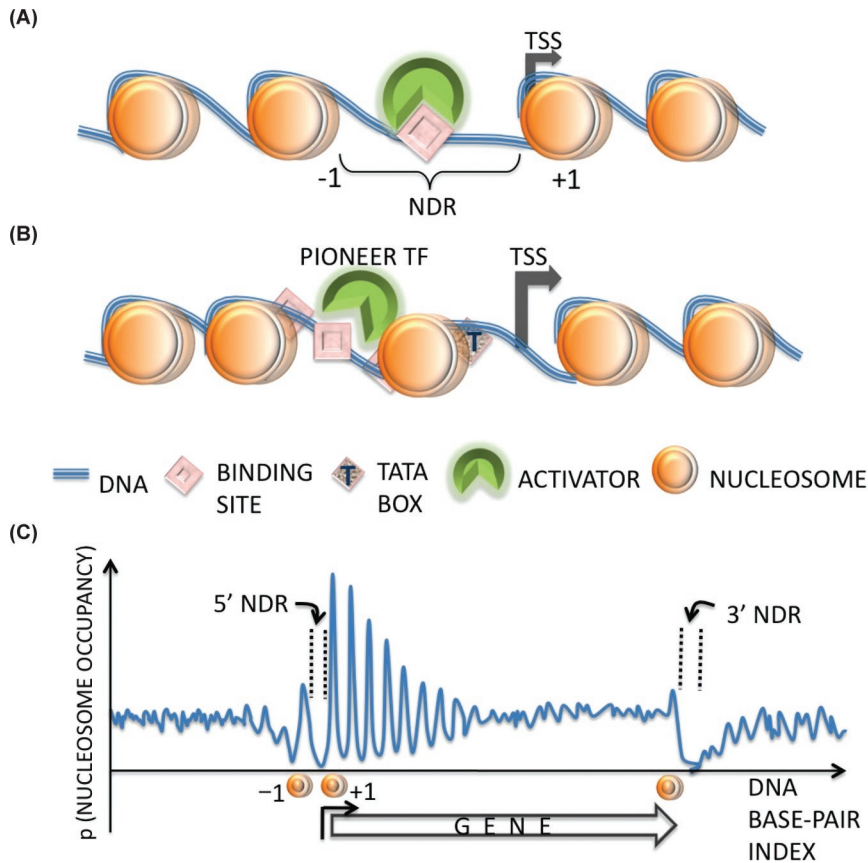 (A)
TSS
-1
+1
NDR
(B)
PIONEER TF
TSS
T
DNA
BINDING
SITE
T
TATA
BOX
ACTIVATOR
NUCLEOSOME
(C)
p (NUCLEOSOME OCCUPANCY)
5’ NDR
3’ NDR
−1
+1
GENE
DNA
BASE-PAIR
INDEX